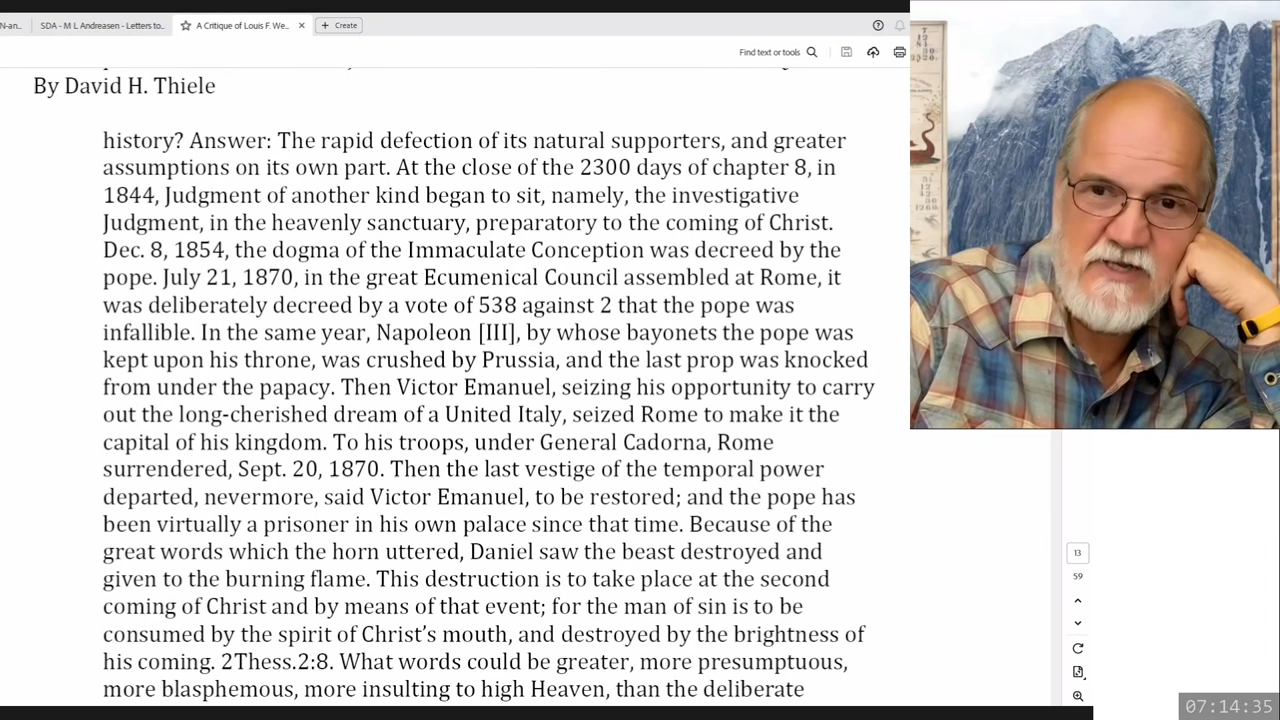 N-an..
SDA - M L Andreasen - Letters to..
A Critique of Louis F. We..
Create
Find text or tools
By David H. Thiele
history? Answer: The rapid defection of its natural supporters, and greater
assumptions on its own part. At the close of the 2300 days of chapter 8, in
1844, Judgment of another kind began to sit, namely, the investigative
Judgment, in the heavenly sanctuary, preparatory to the coming of Christ.
Dec. 8, 1854, the dogma of the Immaculate Conception was decreed by the
pope. July 21, 1870, in the great Ecumenical Council assembled at Rome, it
was deliberately decreed by a vote of 538 against 2 that the pope was
infallible. In the same year, Napoleon [III], by whose bayonets the pope was
kept upon his throne, was crushed by Prussia, and the last prop was knocked
from under the papacy. Then Victor Emanuel, seizing his opportunity to carry
out the long-cherished dream of a United Italy, seized Rome to make it the
capital of his kingdom. To his troops, under General Cadorna, Rome
surrendered, Sept. 20, 1870. Then the last vestige of the temporal power
departed, nevermore, said Victor Emanuel, to be restored; and the pope has
been virtually a prisoner in his own palace since that time. Because of the
great words which the horn uttered, Daniel saw the beast destroyed and
given to the burning flame. This destruction is to take place at the second
coming of Christ and by means of that event; for the man of sin is to be
consumed by the spirit of Christ's mouth, and destroyed by the brightness of
his coming. 2Thess.2:8. What words could be greater, more presumptuous,
more blasphemous, more insulting to high Heaven, than the deliberate
13
59
07:14:35